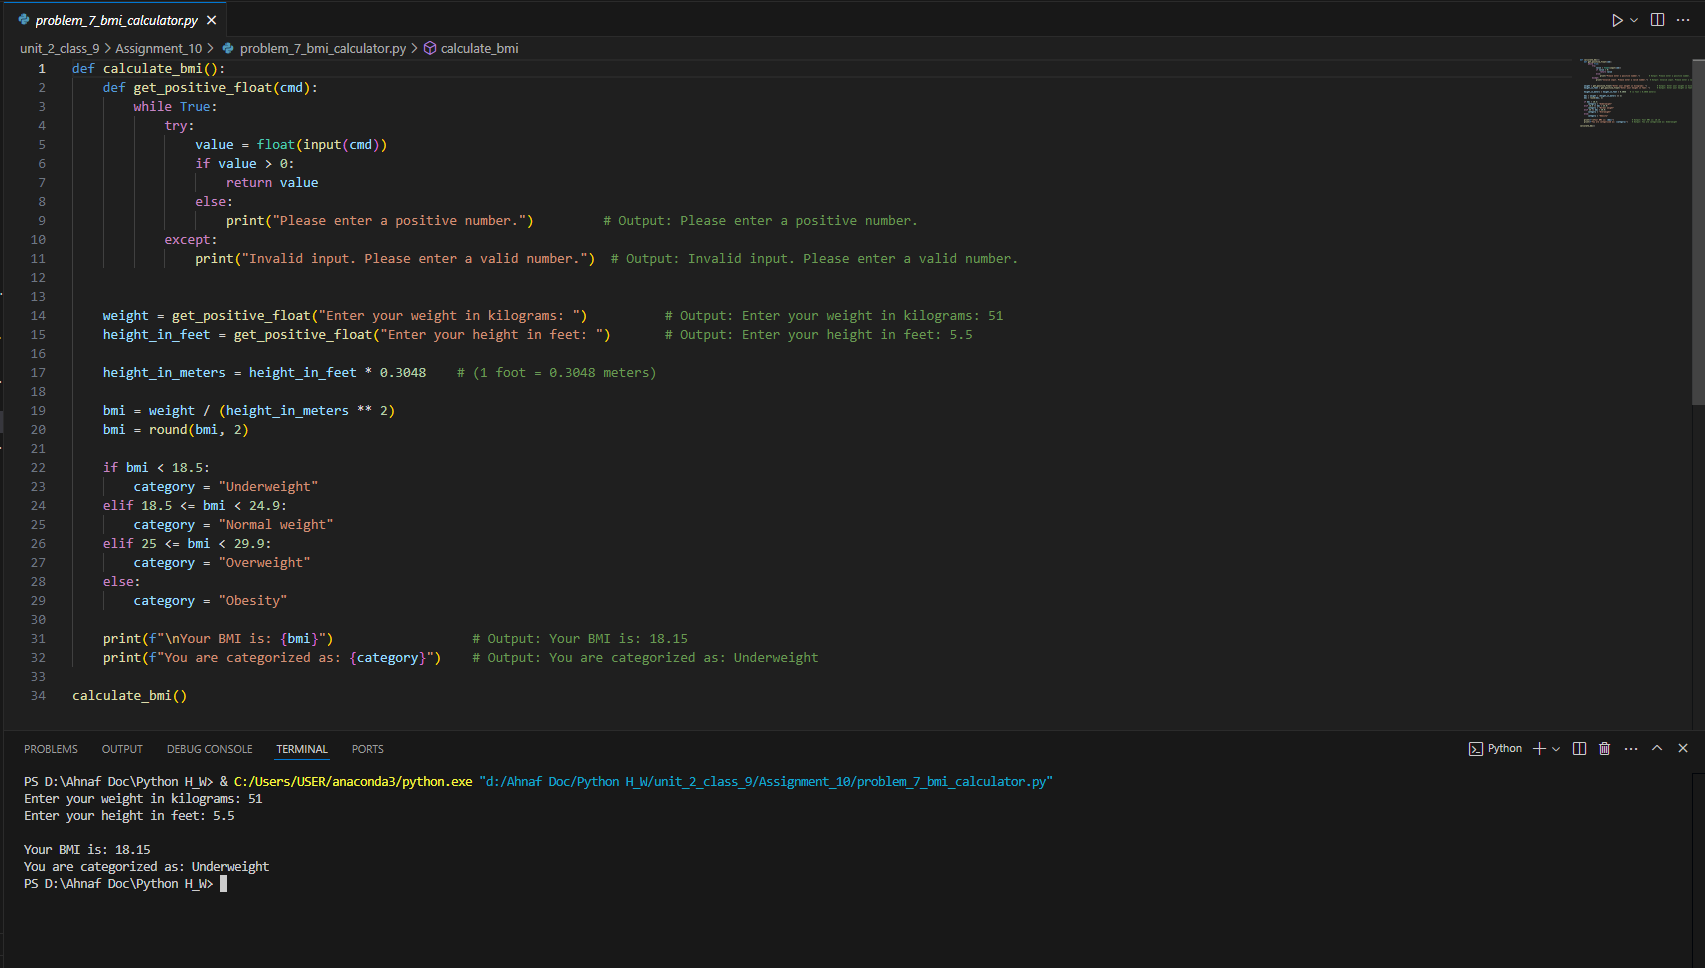 problem_7_bmi_calculator.py
unit_2_class_9 > Assignment_10 > problem_7_bmi_calculator.py > calculate_bmi
1 def calculate_bmi():
2     def get_positive_float(cmd):
3         while True:
4             try:
5                 value = float(input(cmd))
6                 if value > 0:
7                     return value
8                 else:
9                     print("Please enter a positive number.")         # Output: Please enter a positive number.
10             except:
11                 print("Invalid input. Please enter a valid number.")  # Output: Invalid input. Please enter a valid number.
12
13
14     weight = get_positive_float("Enter your weight in kilograms: ")          # Output: Enter your weight in kilograms: 51
15     height_in_feet = get_positive_float("Enter your height in feet: ")       # Output: Enter your height in feet: 5.5
16
17     height_in_meters = height_in_feet * 0.3048    # (1 foot = 0.3048 meters)
18
19     bmi = weight / (height_in_meters ** 2)
20     bmi = round(bmi, 2)
21
22     if bmi < 18.5:
23         category = "Underweight"
24     elif 18.5 <= bmi < 24.9:
25         category = "Normal weight"
26     elif 25 <= bmi < 29.9:
27         category = "Overweight"
28     else:
29         category = "Obesity"
30
31     print(f"\nYour BMI is: {bmi}")                  # Output: Your BMI is: 18.15
32     print(f"You are categorized as: {category}")    # Output: You are categorized as: Underweight
33
34 calculate_bmi()
PROBLEMS OUTPUT DEBUG CONSOLE TERMINAL PORTS Python
PS D:\Ahnaf Doc\Python H_W> & C:/Users/USER/anaconda3/python.exe "d:/Ahnaf Doc/Python H_W/unit_2_class_9/Assignment_10/problem_7_bmi_calculator.py"
Enter your weight in kilograms: 51
Enter your height in feet: 5.5
Your BMI is: 18.15
You are categorized as: Underweight
PS D:\Ahnaf Doc\Python H_W>